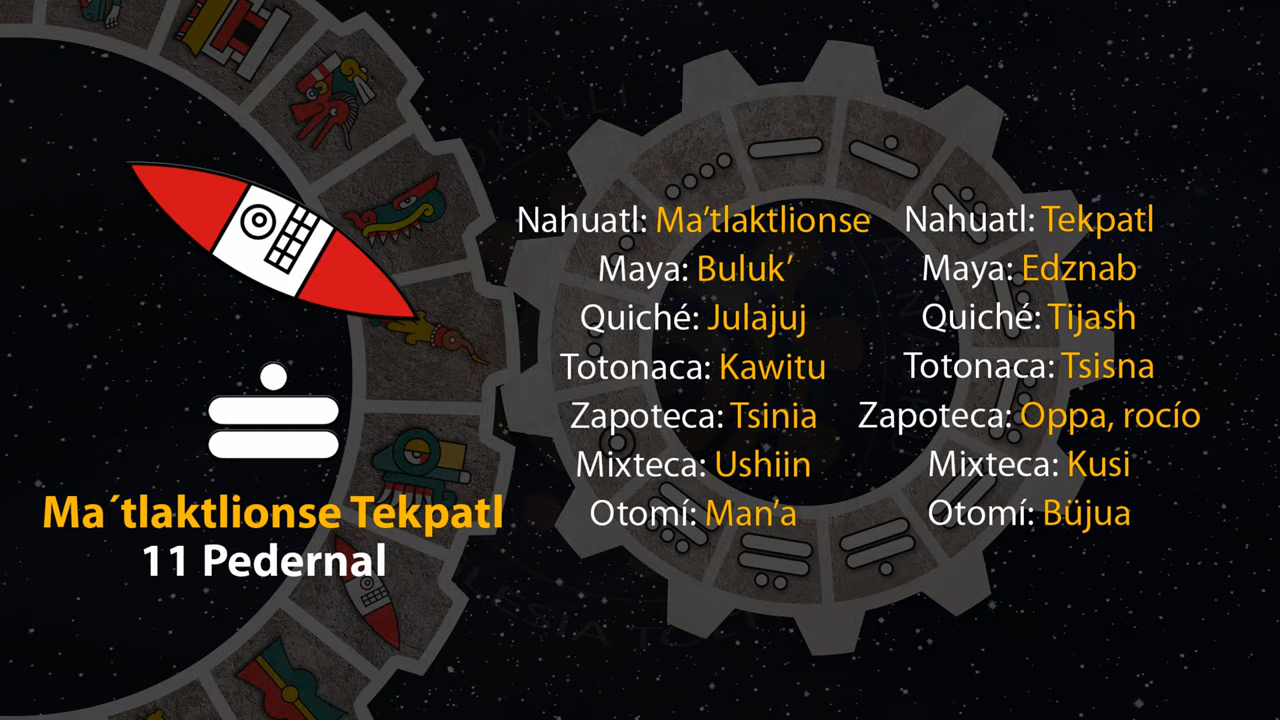 Ma´tlaktlionse Tekpatl
11 Pedernal
Nahuatl: Ma’tlaktlionse
Maya: Buluk’
Quiché: Julajuj
Totonaca: Kawitu
Zapoteca: Tsinia
Mixteca: Ushiin
Otomí: Man’a
Nahuatl: Tekpatl
Maya: Edznab
Quiché: Tijash
Totonaca: Tsisna
Zapoteca: Oppa, rocío
Mixteca: Kusi
Otomí: Büjua